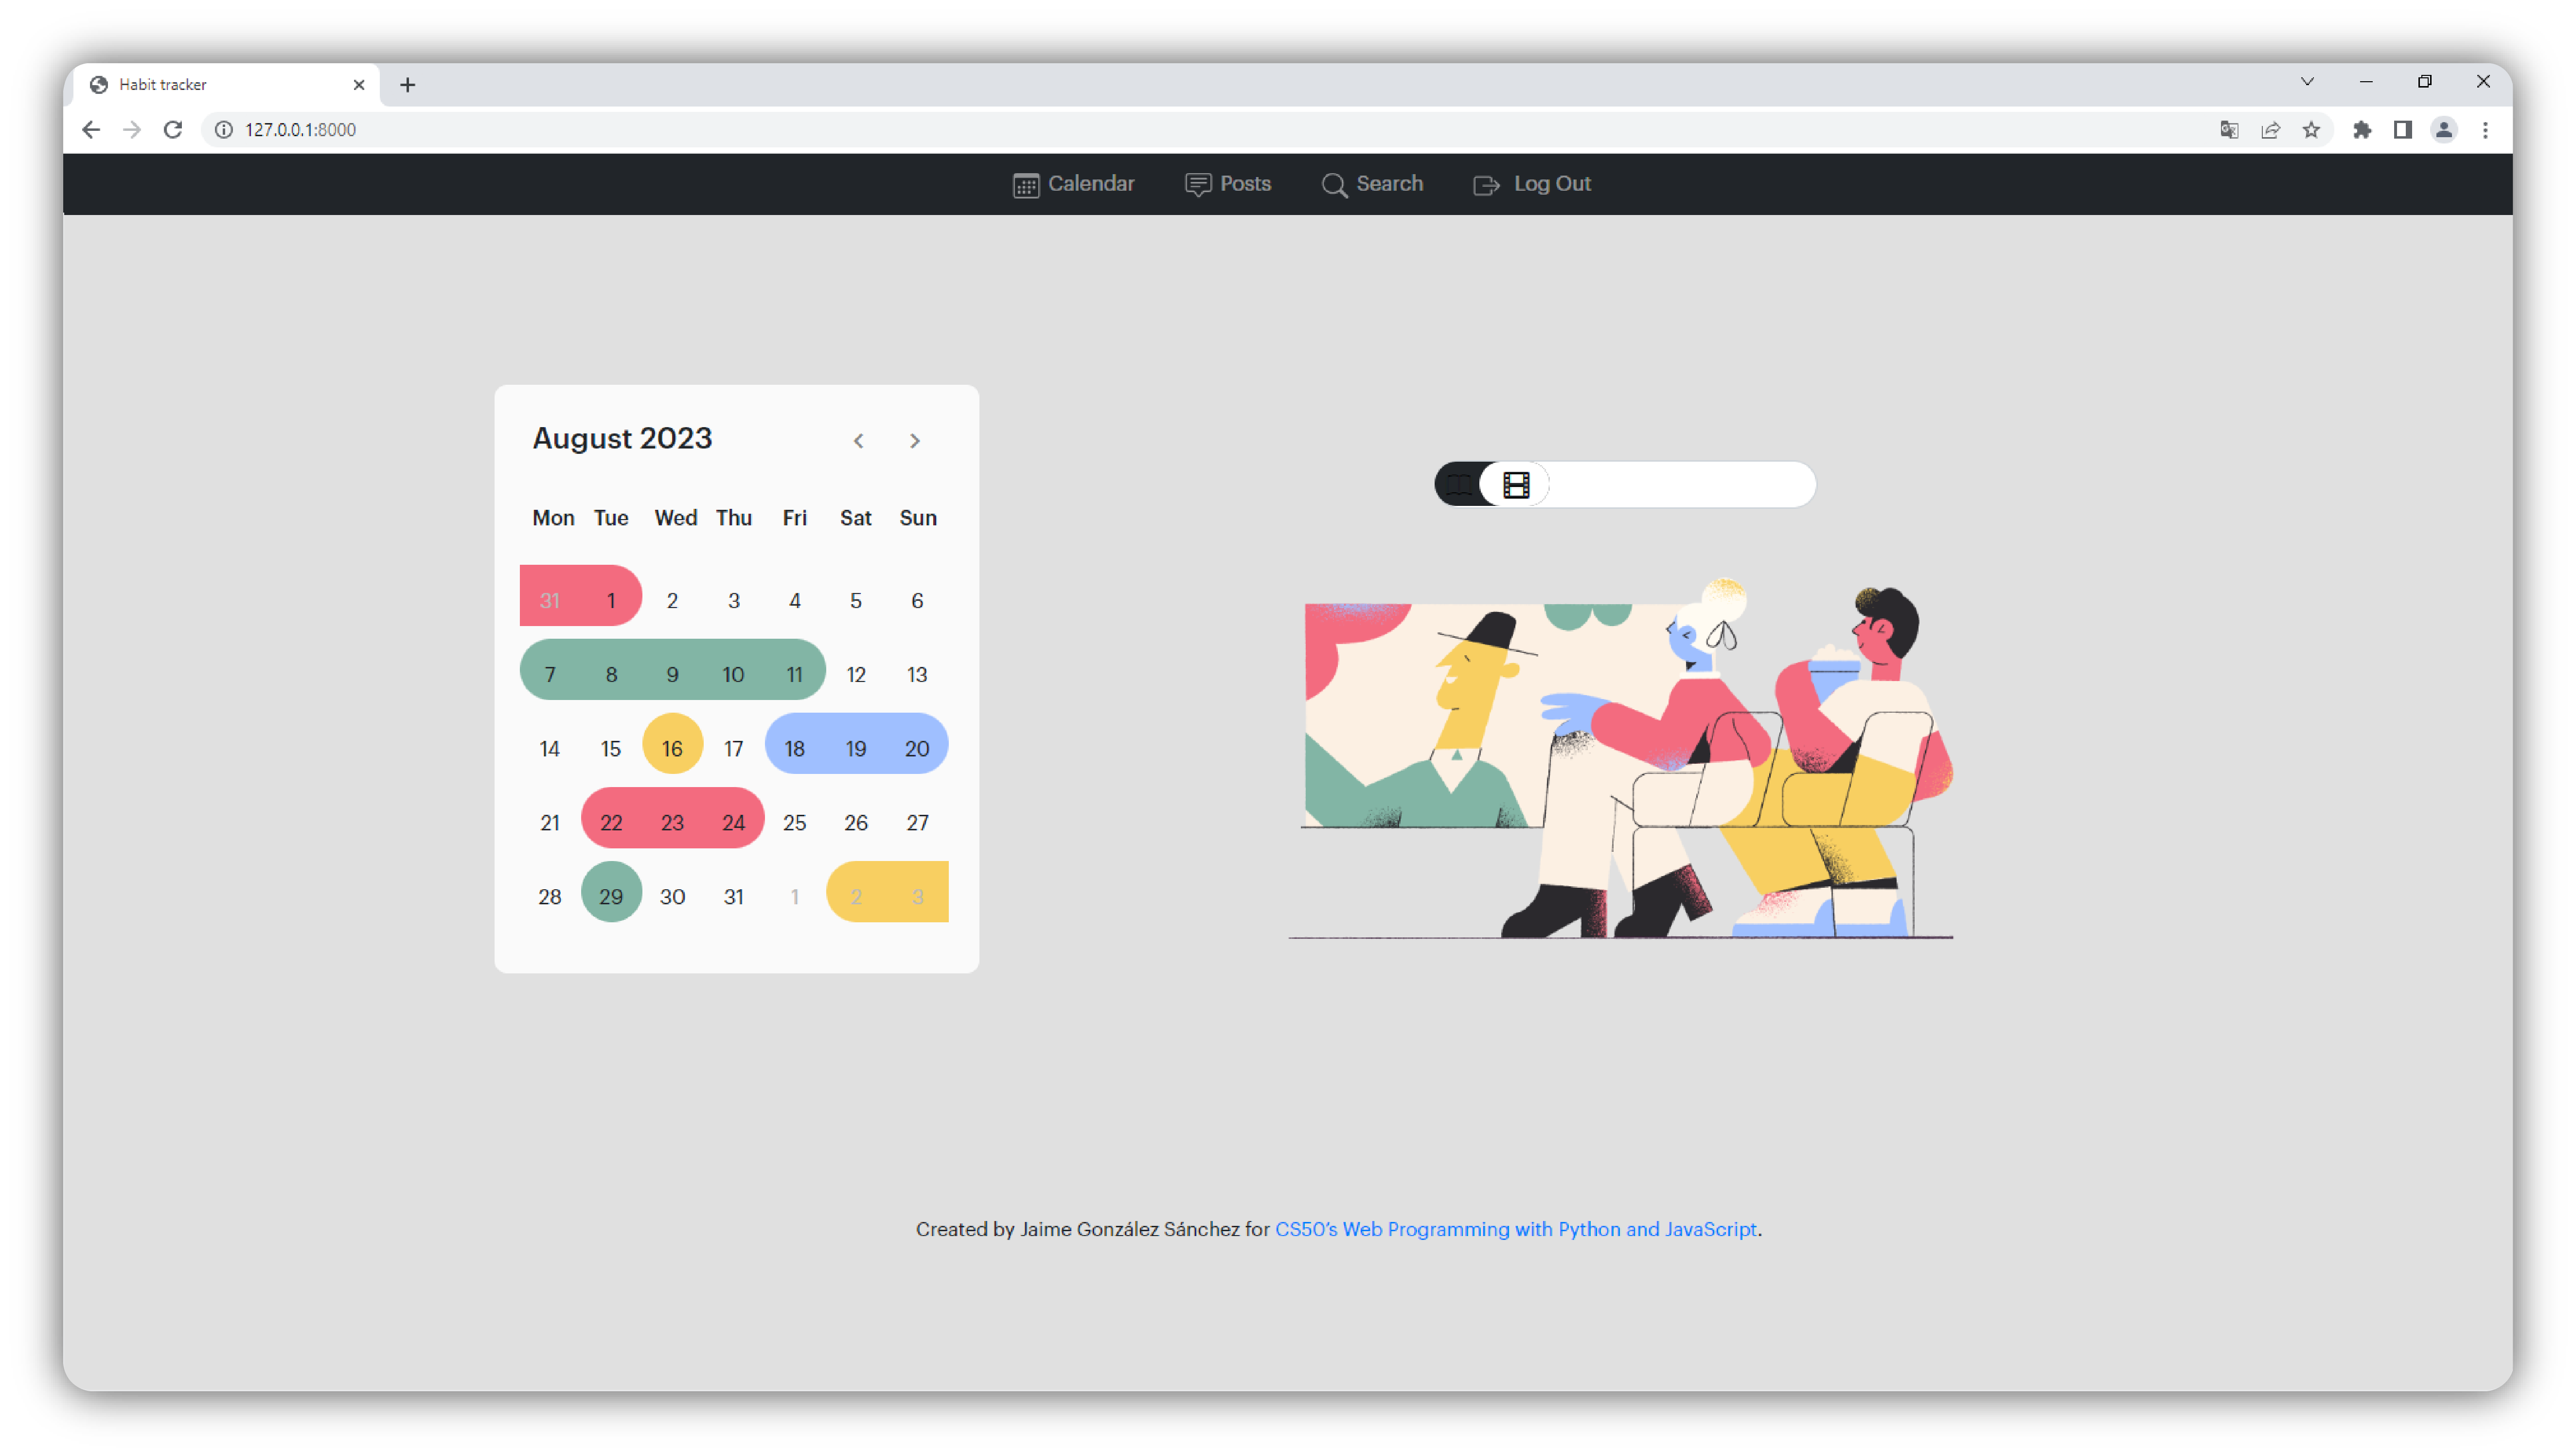 Habit tracker
127.0.0.1:8000
Calendar Posts Search Log Out
August 2023
Mon Tue Wed Thu Fri Sat Sun
31 1 2 3 4 5 6
7 8 9 10 11 12 13
14 15 16 17 18 19 20
21 22 23 24 25 26 27
28 29 30 31 1 2 3
Created by Jaime González Sánchez for CS50's Web Programming with Python and JavaScript.